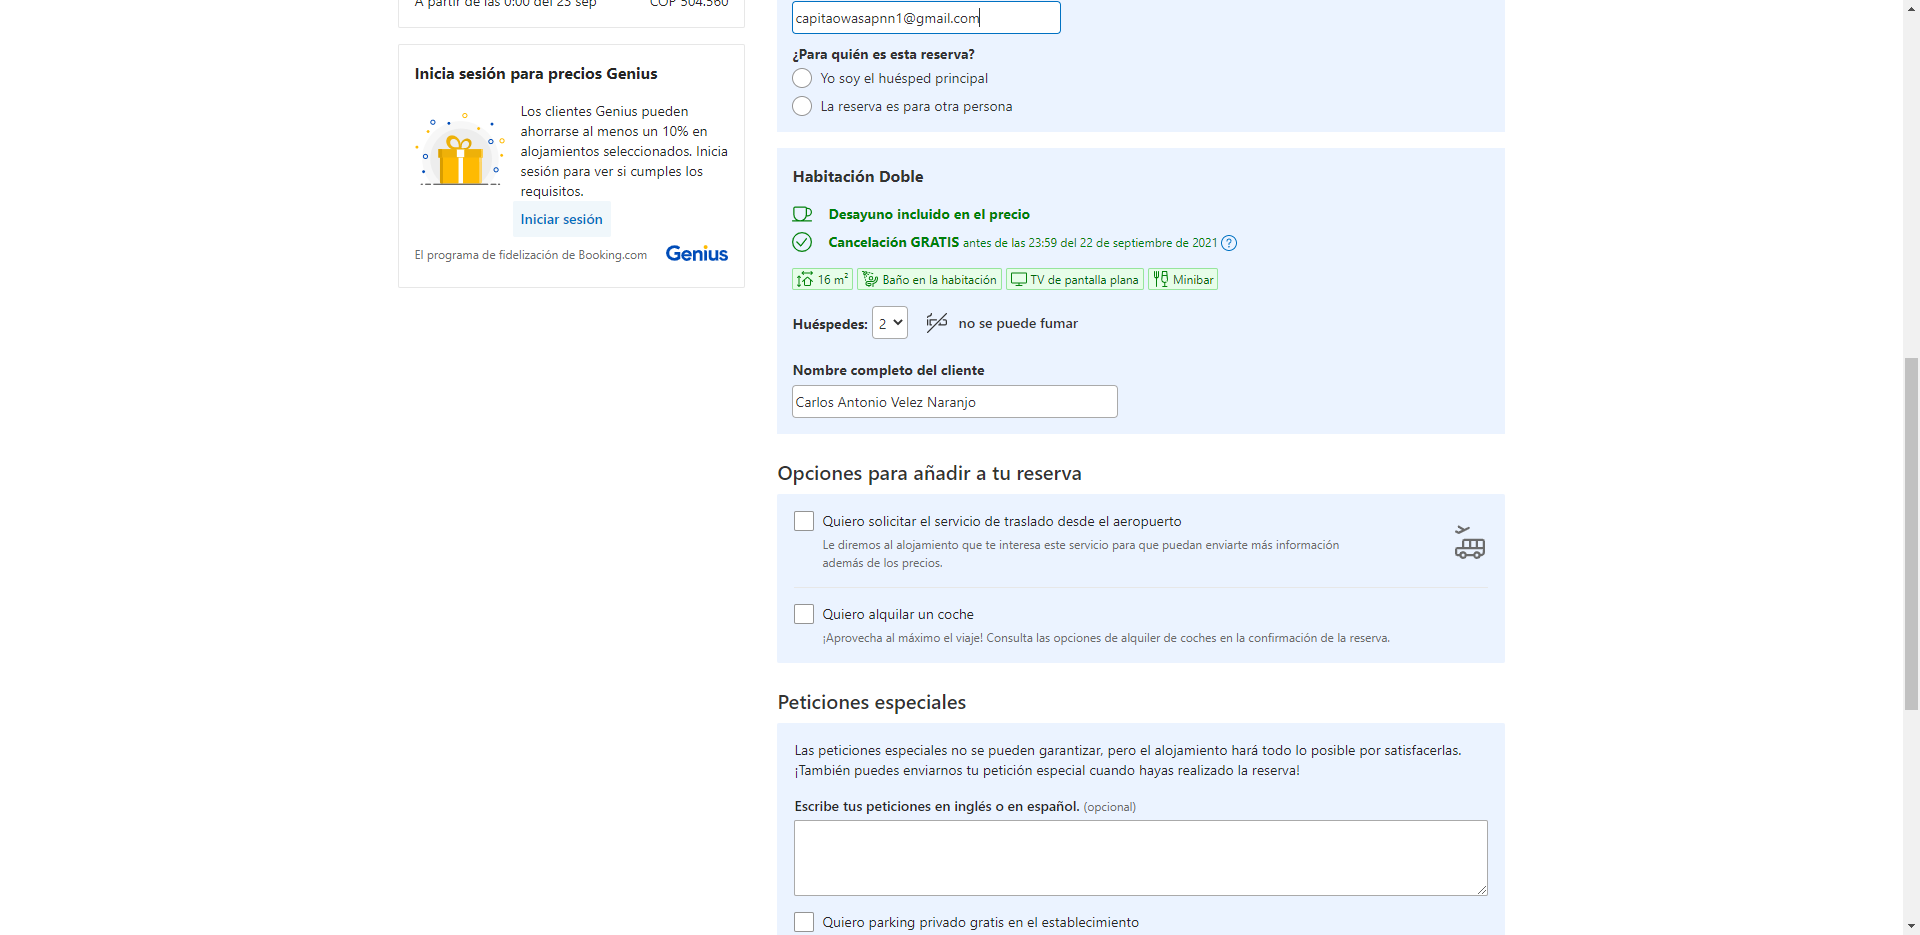 A partir de las 0:00 del 23 sep COP 504.560
Inicia sesión para precios Genius
Los clientes Genius pueden
ahorrarse al menos un 10% en
alojamientos seleccionados. Inicia
sesión para ver si cumples los
requisitos.
Iniciar sesión
El programa de fidelización de Booking.com Genius
capitaowasapnn1@gmail.com
¿Para quién es esta reserva?
Yo soy el huésped principal
La reserva es para otra persona
Habitación Doble
Desayuno incluido en el precio
Cancelación GRATIS antes de las 23:59 del 22 de septiembre de 2021 ?
16 m² Baño en la habitación TV de pantalla plana Minibar
Huéspedes: 2 no se puede fumar
Nombre completo del cliente
Carlos Antonio Velez Naranjo
Opciones para añadir a tu reserva
Quiero solicitar el servicio de traslado desde el aeropuerto
Le diremos al alojamiento que te interesa este servicio para que puedan enviarte más información
además de los precios.
Quiero alquilar un coche
¡Aprovecha al máximo el viaje! Consulta las opciones de alquiler de coches en la confirmación de la reserva.
Peticiones especiales
Las peticiones especiales no se pueden garantizar, pero el alojamiento hará todo lo posible por satisfacerlas.
¡También puedes enviarnos tu petición especial cuando hayas realizado la reserva!
Escribe tus peticiones en inglés o en español. (opcional)
Quiero parking privado gratis en el establecimiento